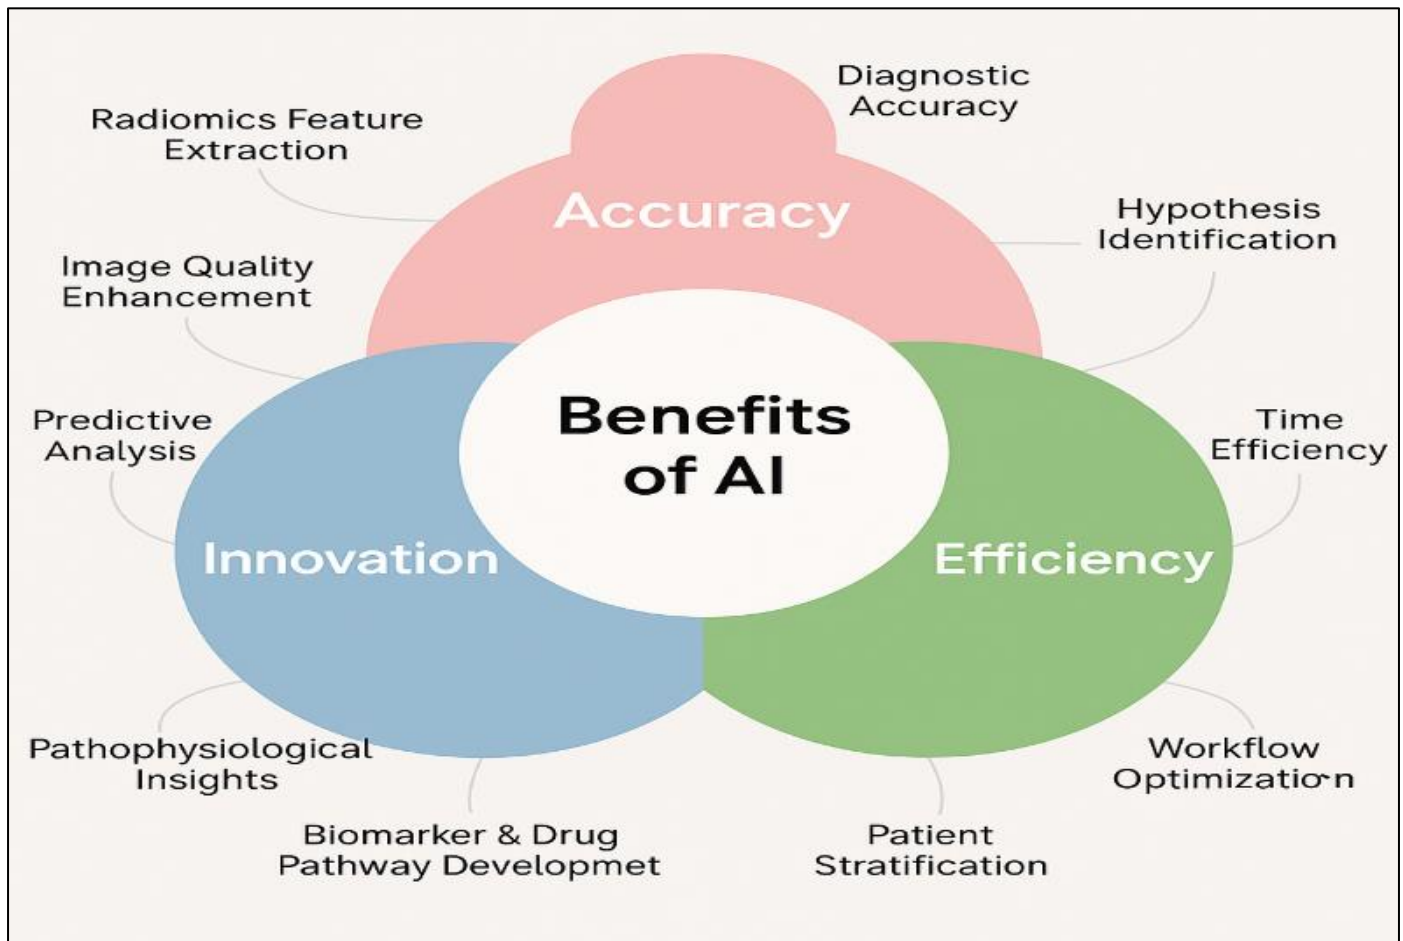 Diagnostic
Accuracy
Radiomics Feature
Extraction
Accuracy
Hypothesis
Identification
Image Quality
Enhancement
Benefits
of AI
Predictive
Analysis
Time
Efficiency
Innovation
Efficiency
Pathophysiological
Insights
Workflow
Optimization
Biomarker & Drug
Pathway Developmet
Patient
Stratification